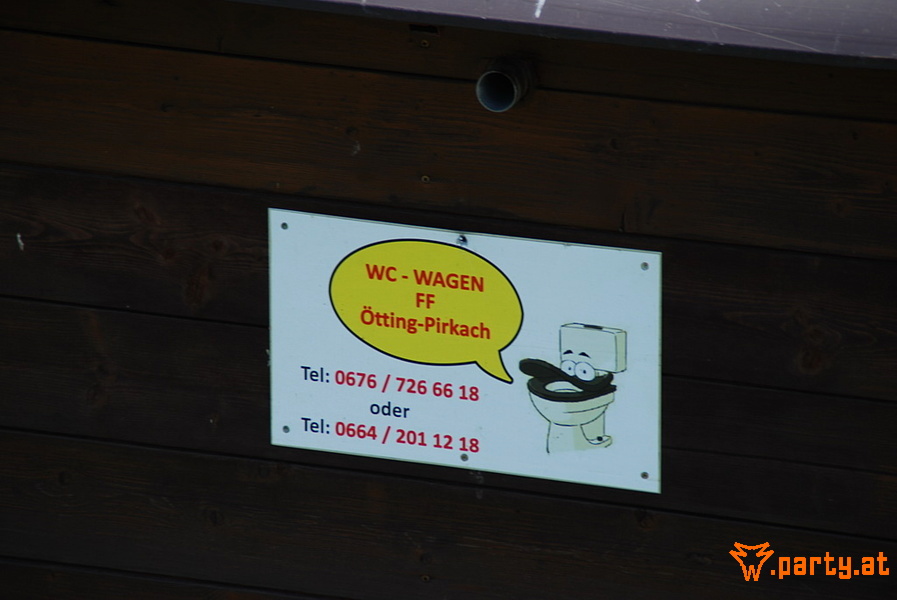 WC - WAGEN
FF
Ötting-Pirkach
Tel: 0676 / 726 66 18
oder
Tel: 0664 / 201 12 18
.party.at